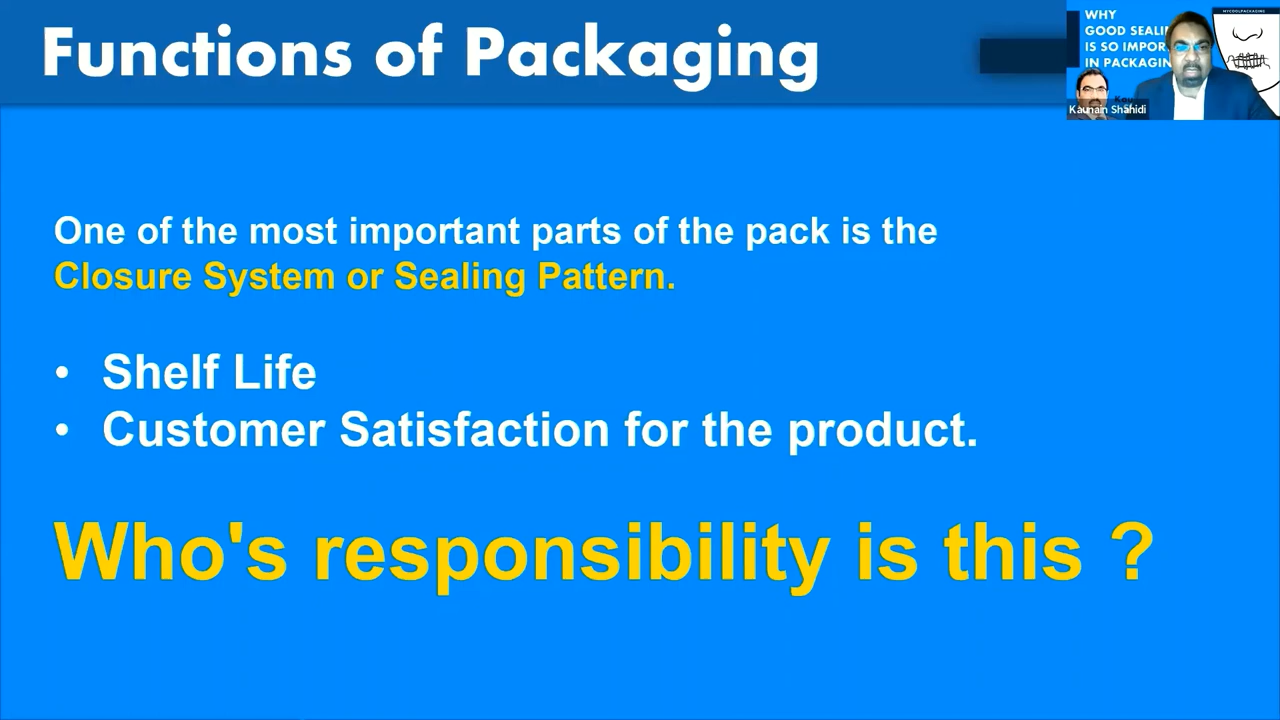 Functions of Packaging
WHY
GOOD SEALI
IS SO IMPOR
IN PACKAGIN
MYCOOLPACKAGING
Kaunain Shahidi
One of the most important parts of the pack is the
Closure System or Sealing Pattern.
• Shelf Life
• Customer Satisfaction for the product.
Who's responsibility is this ?